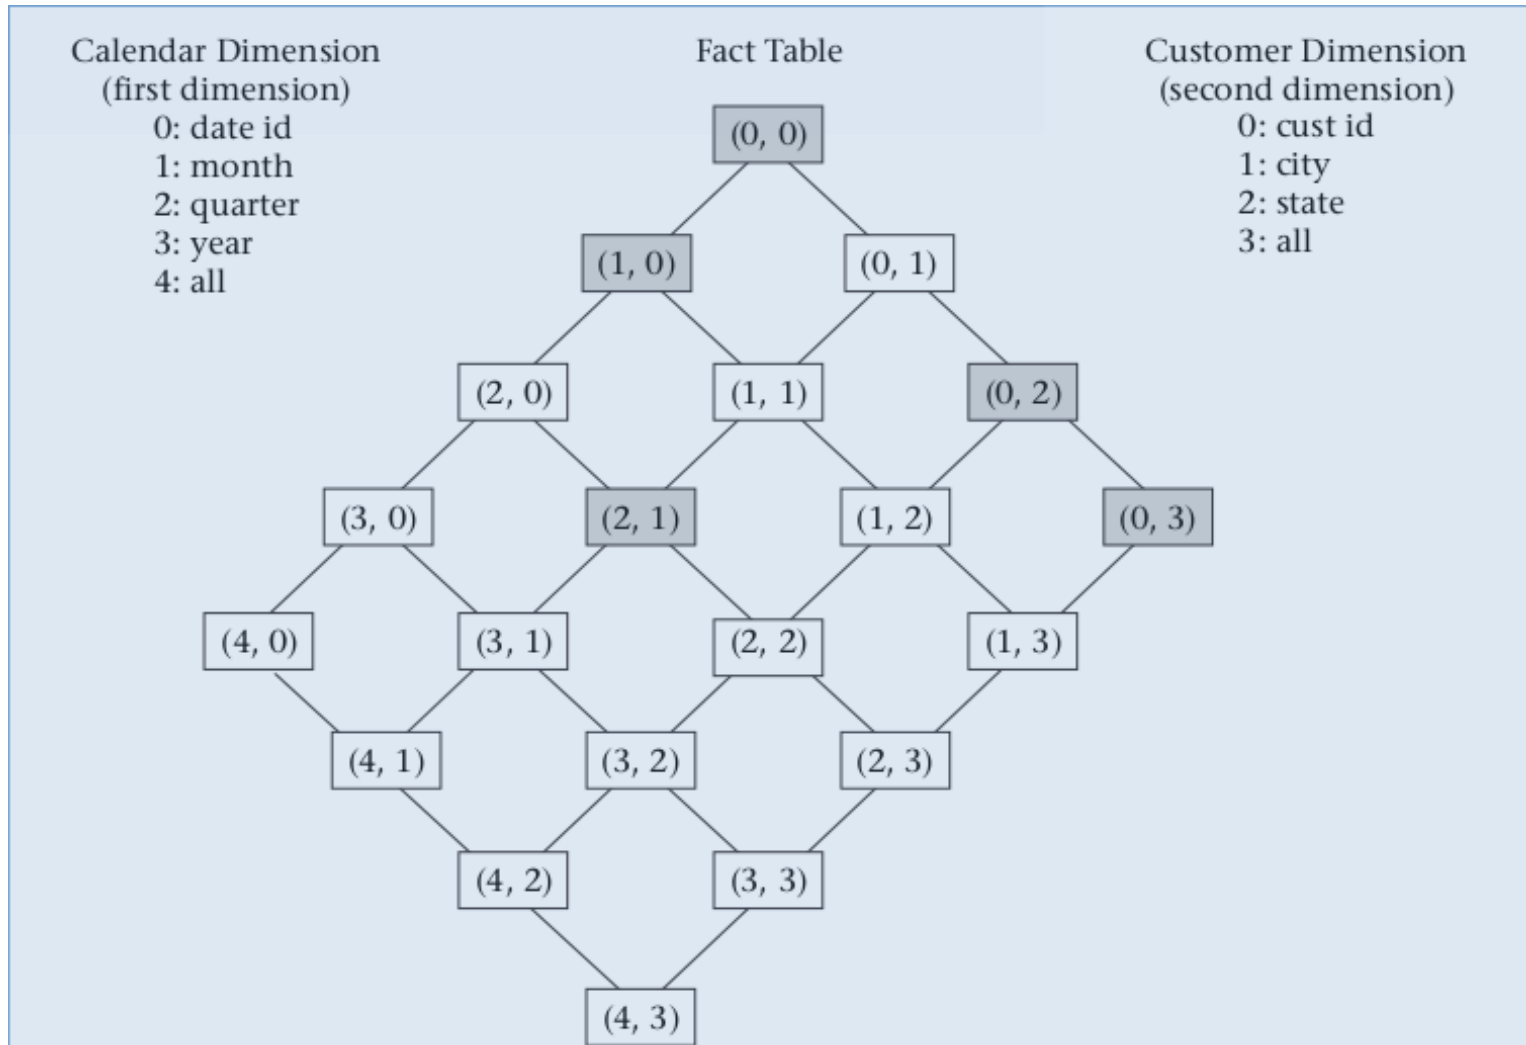 Calendar Dimension
(first dimension)
0: date id
1: month
2: quarter
3: year
4: all
Fact Table
Customer Dimension
(second dimension)
0: cust id
1: city
2: state
3: all
(0, 0)
(1, 0) (0, 1)
(2, 0) (1, 1) (0, 2)
(3, 0) (2, 1) (1, 2) (0, 3)
(4, 0) (3, 1) (2, 2) (1, 3)
(4, 1) (3, 2) (2, 3)
(4, 2) (3, 3)
(4, 3)